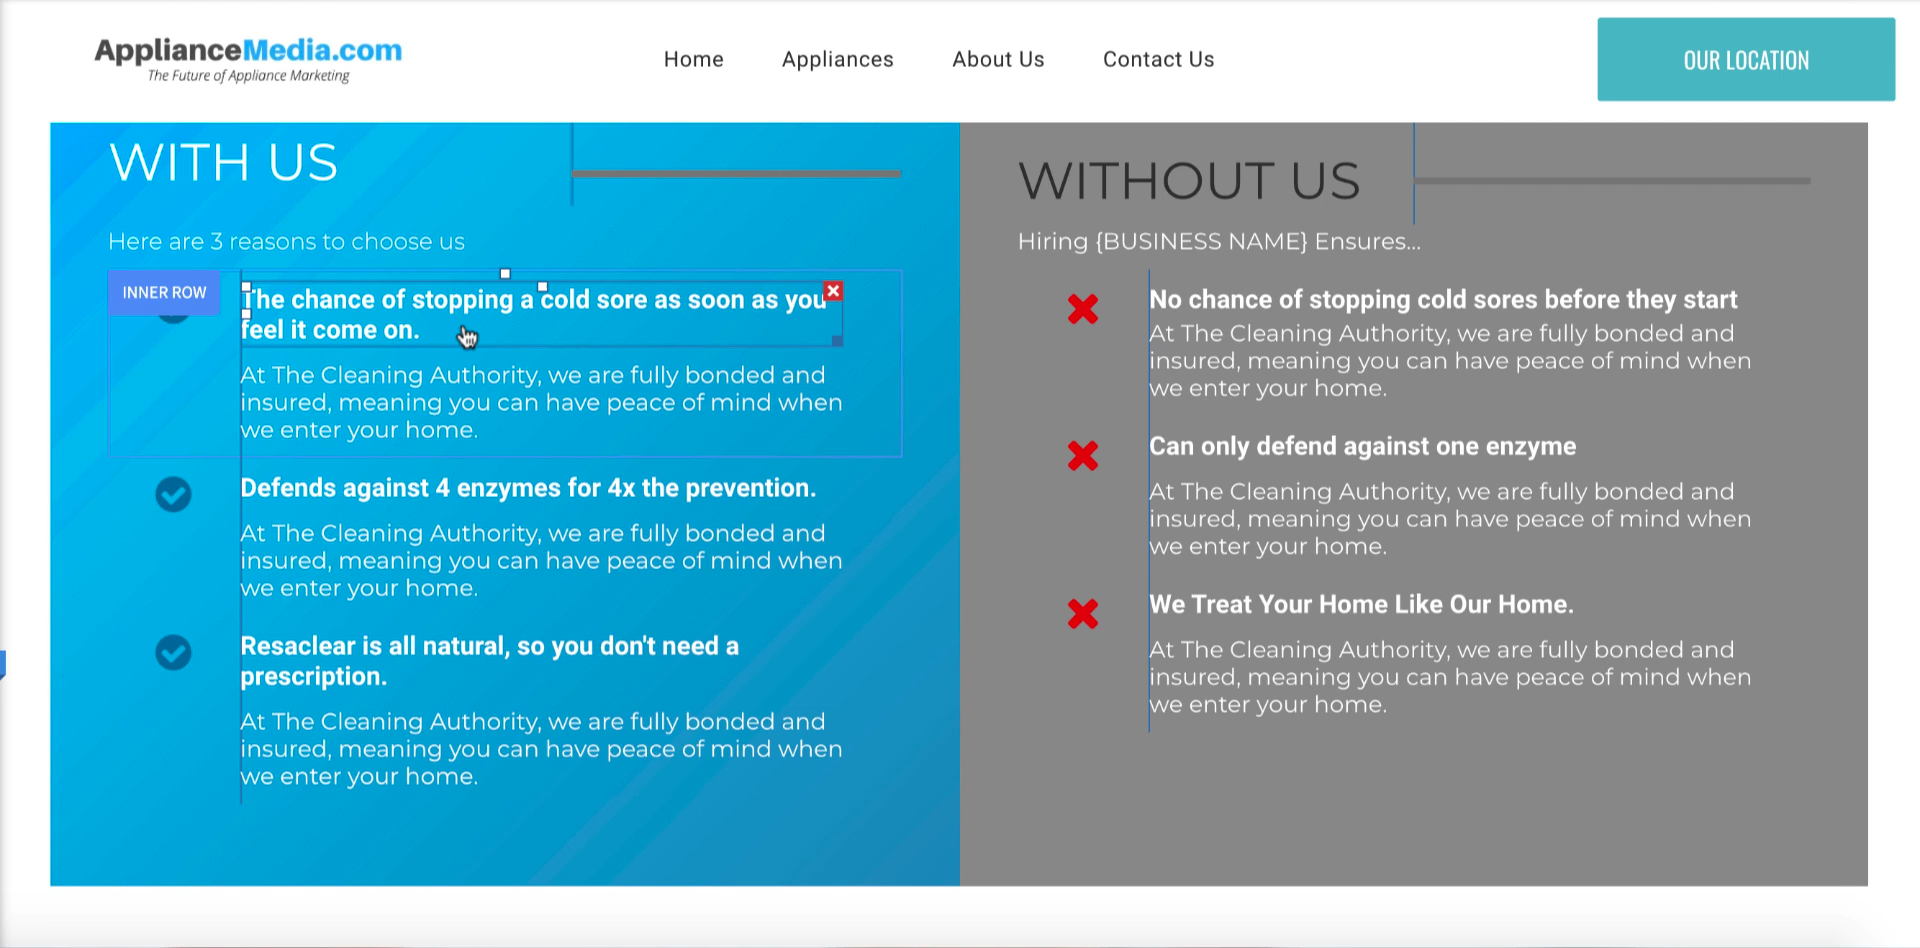 ApplianceMedia.com
The Future of Appliance Marketing
Home
Appliances
About Us
Contact Us
OUR LOCATION
WITH US
Here are 3 reasons to choose us
INNER ROW
The chance of stopping a cold sore as soon as you
feel it come on.
At The Cleaning Authority, we are fully bonded and
insured, meaning you can have peace of mind when
we enter your home.
Defends against 4 enzymes for 4x the prevention.
At The Cleaning Authority, we are fully bonded and
insured, meaning you can have peace of mind when
we enter your home.
Resaclear is all natural, so you don't need a
prescription.
At The Cleaning Authority, we are fully bonded and
insured, meaning you can have peace of mind when
we enter your home.
WITHOUT US
Hiring {BUSINESS NAME} Ensures...
No chance of stopping cold sores before they start
At The Cleaning Authority, we are fully bonded and
insured, meaning you can have peace of mind when
we enter your home.
Can only defend against one enzyme
At The Cleaning Authority, we are fully bonded and
insured, meaning you can have peace of mind when
we enter your home.
We Treat Your Home Like Our Home.
At The Cleaning Authority, we are fully bonded and
insured, meaning you can have peace of mind when
we enter your home.